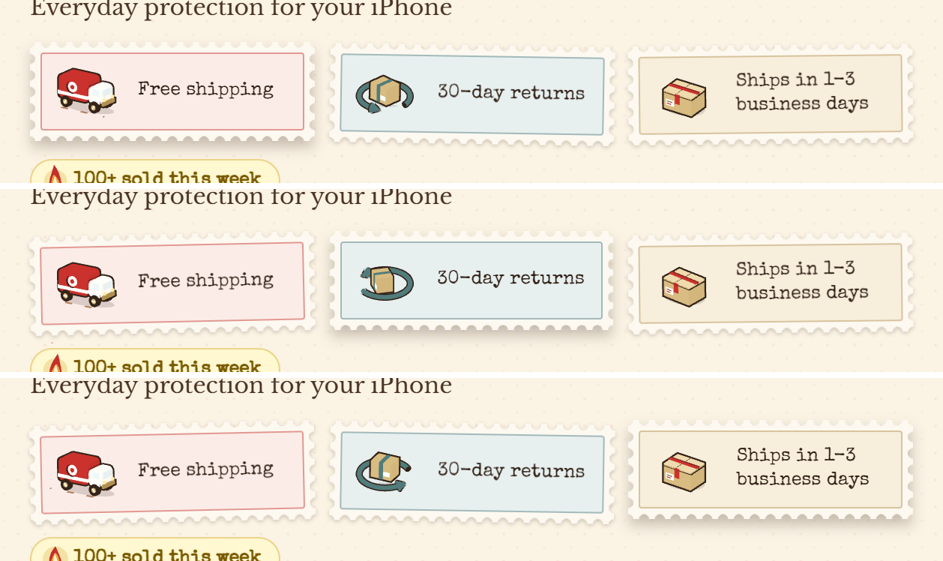 Everyday protection for your iPhone
Free shipping
30-day returns
Ships in 1-3
business days
100+ sold this week
Everyday protection for your iPhone
Free shipping
30-day returns
Ships in 1-3
business days
100+ sold this week
Everyday protection for your iPhone
Free shipping
30-day returns
Ships in 1-3
business days
100+ sold this week